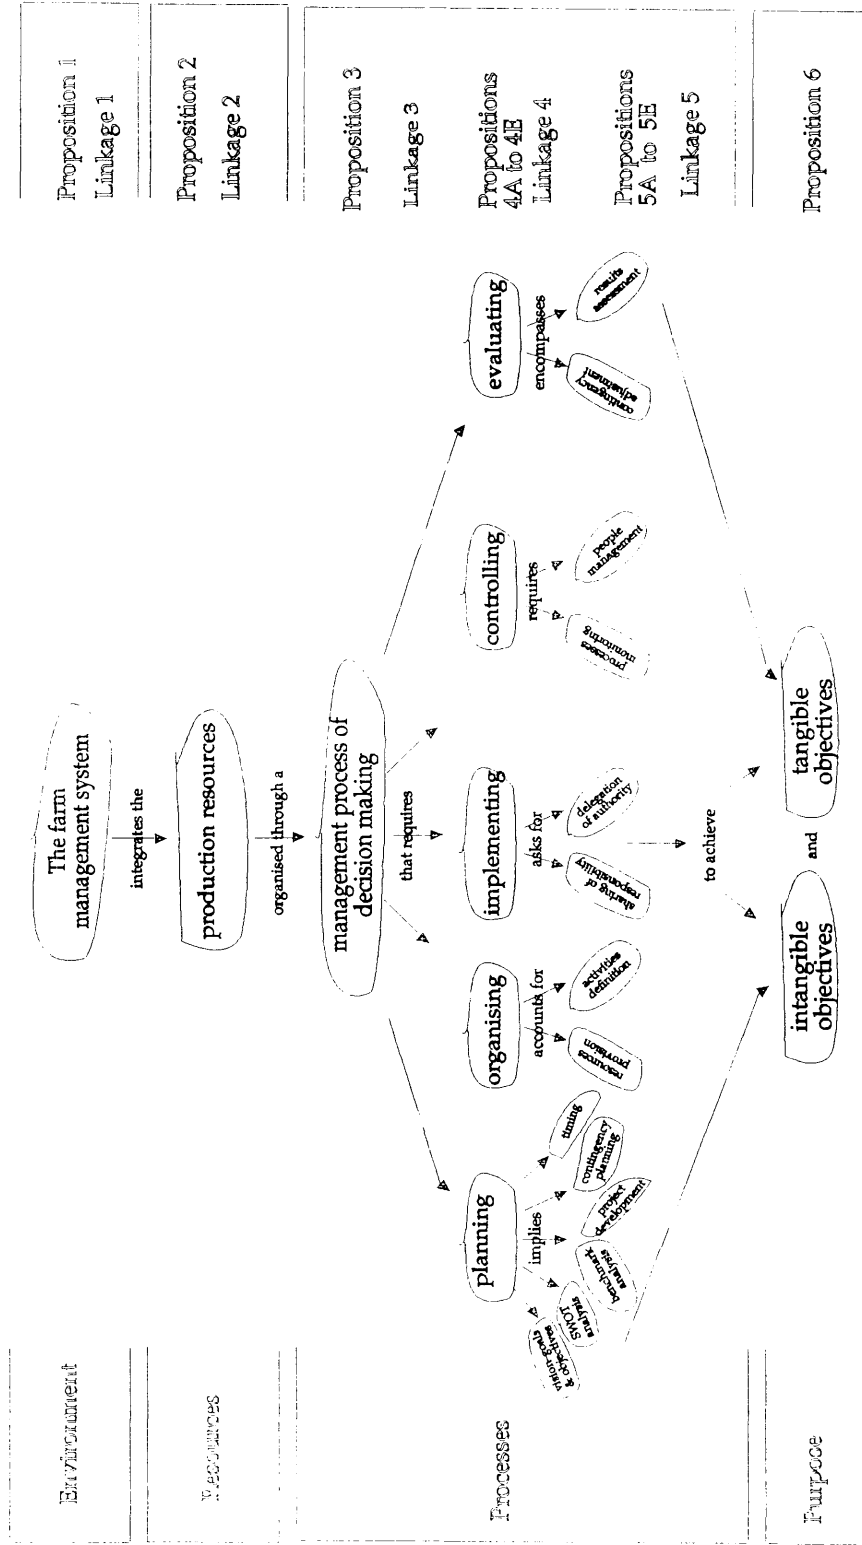 Environment
The farm
management system
Proposition 1
Linkage 1
integrates the
Resources
production resources
Proposition 2
Linkage 2
organised through a
Processes
management process of
decision making
Proposition 3
that requires
Linkage 3
planning
organising
implementing
controlling
evaluating
Propositions
4A to 4E
implies
accounts for
asks for
requires
encompasses
Linkage 4
vision goals
& objectives
SWOT
analysis
benchmark
analysis
project
development
contingency
planning
timing
resources
provision
activities
definition
sharing of
responsibility
delegation
of authority
processes
monitoring
people
management
contingency
adjustment
results
assessment
Propositions
5A to 5E
to achieve
Linkage 5
Purpose
intangible
objectives
and
tangible
objectives
Proposition 6